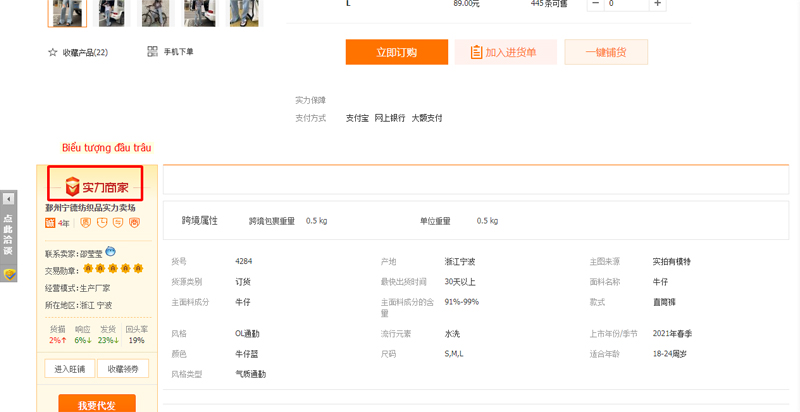 L 89.00元 445条可售 − 0 +
收藏产品(22) 手机下单
立即订购 加入进货单 一键铺货
实力保障
支付方式 支付宝 网上银行 大额支付
Biểu tượng đầu trâu
实力商家
鄞州宁德纺织品实力卖场
4年
点此洽谈
联系卖家:邵莹莹
交易勋章:
经营模式:生产厂家
所在地区:浙江 宁波
货描 响应 发货 回头率
2%↑ 6%↓ 23%↓ 19%
进入旺铺 收藏领券
我要代发
跨境属性 跨境包裹重量 0.5 kg 单位重量 0.5 kg
货号 4284 产地 浙江宁波 主图来源 实拍有模特
货源类别 订货 最快出货时间 30天以上 面料名称 牛仔
主面料成分 牛仔 主面料成分的含量 91%-99% 款式 直筒裤
风格 OL通勤 流行元素 水洗 上市年份/季节 2021年春季
颜色 牛仔蓝 尺码 S,M,L 适合年龄 18-24周岁
风格类型 气质通勤